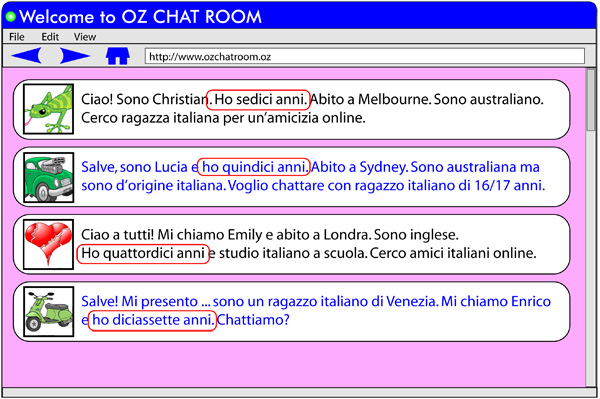 Welcome to OZ CHAT ROOM
File Edit View
http://www.ozchatroom.oz
Ciao! Sono Christian. Ho sedici anni. Abito a Melbourne. Sono australiano.
Cerco ragazza italiana per un'amicizia online.
Salve, sono Lucia e ho quindici anni. Abito a Sydney. Sono australiana ma
sono d'origine italiana. Voglio chattare con ragazzo italiano di 16/17 anni.
Ciao a tutti! Mi chiamo Emily e abito a Londra. Sono inglese.
Ho quattordici anni e studio italiano a scuola. Cerco amici italiani online.
Salve! Mi presento ... sono un ragazzo italiano di Venezia. Mi chiamo Enrico
e ho diciassette anni. Chattiamo?